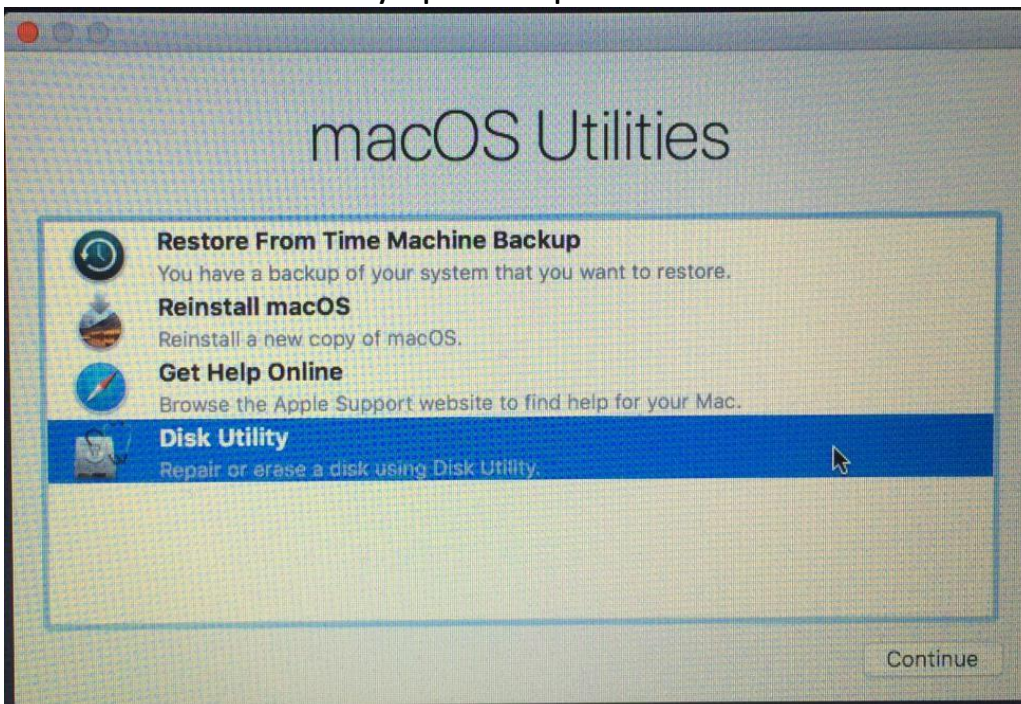 macOS Utilities
Restore From Time Machine Backup
You have a backup of your system that you want to restore.
Reinstall macOS
Reinstall a new copy of macOS.
Get Help Online
Browse the Apple Support website to find help for your Mac.
Disk Utility
Repair or erase a disk using Disk Utility.
Continue